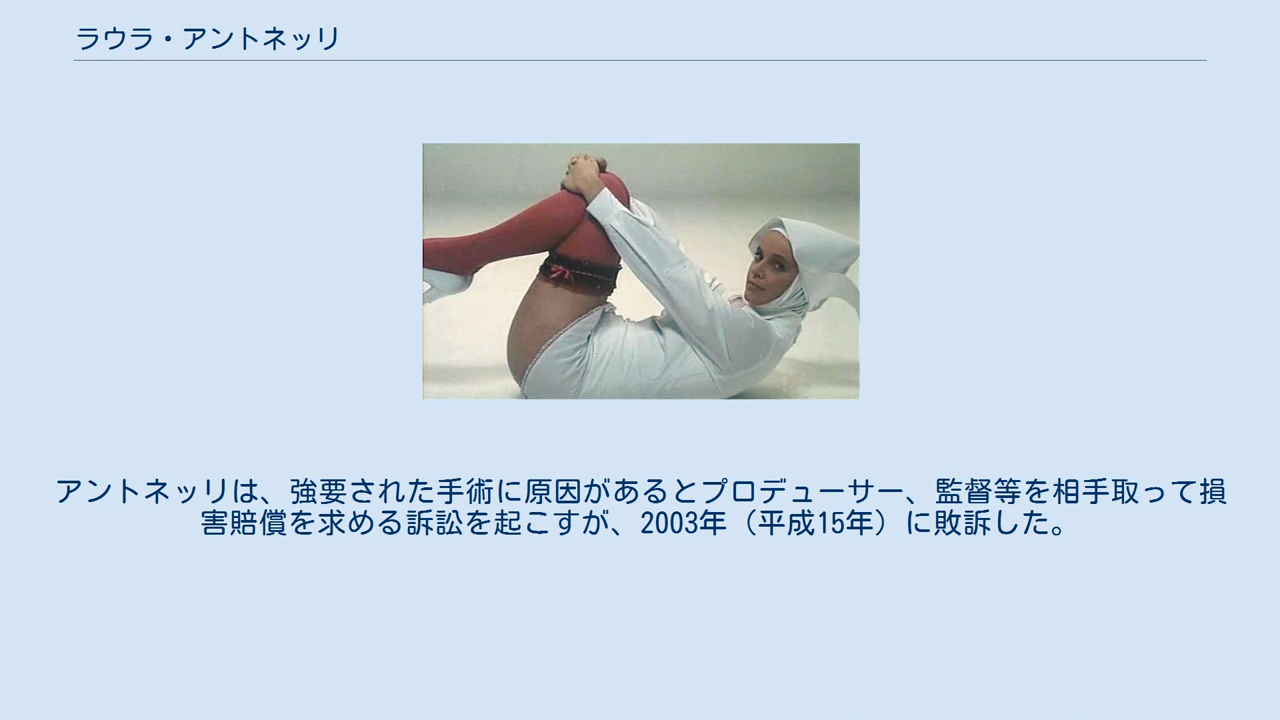 ラウラ・アントネッリ
アントネッリは、強要された手術に原因があるとプロデューサー、監督等を相手取って損
害賠償を求める訴訟を起こすが、2003年（平成15年）に敗訴した。